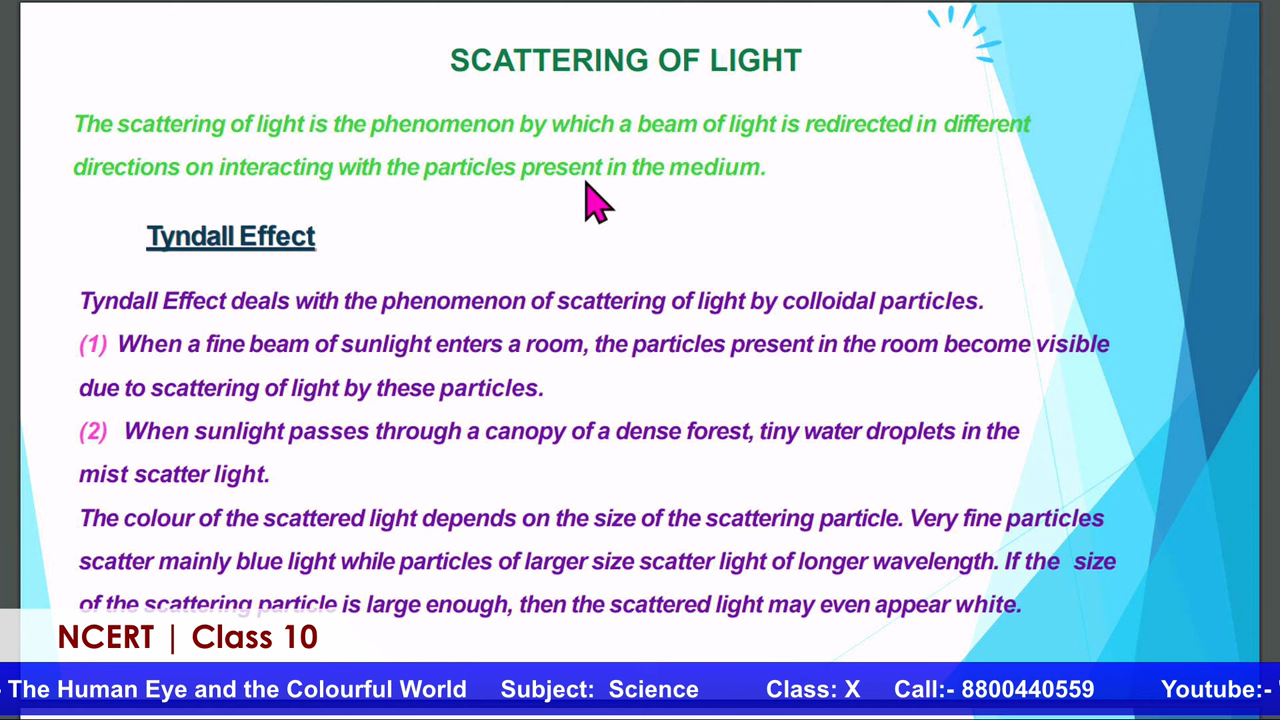 SCATTERING OF LIGHT
The scattering of light is the phenomenon by which a beam of light is redirected in different
directions on interacting with the particles present in the medium.
Tyndall Effect
Tyndall Effect deals with the phenomenon of scattering of light by colloidal particles.
(1) When a fine beam of sunlight enters a room, the particles present in the room become visible
due to scattering of light by these particles.
(2) When sunlight passes through a canopy of a dense forest, tiny water droplets in the
mist scatter light.
The colour of the scattered light depends on the size of the scattering particle. Very fine particles
scatter mainly blue light while particles of larger size scatter light of longer wavelength. If the size
of the scattering particle is large enough, then the scattered light may even appear white.
NCERT | Class 10
The Human Eye and the Colourful World Subject: Science Class: X Call:- 8800440559 Youtube:-